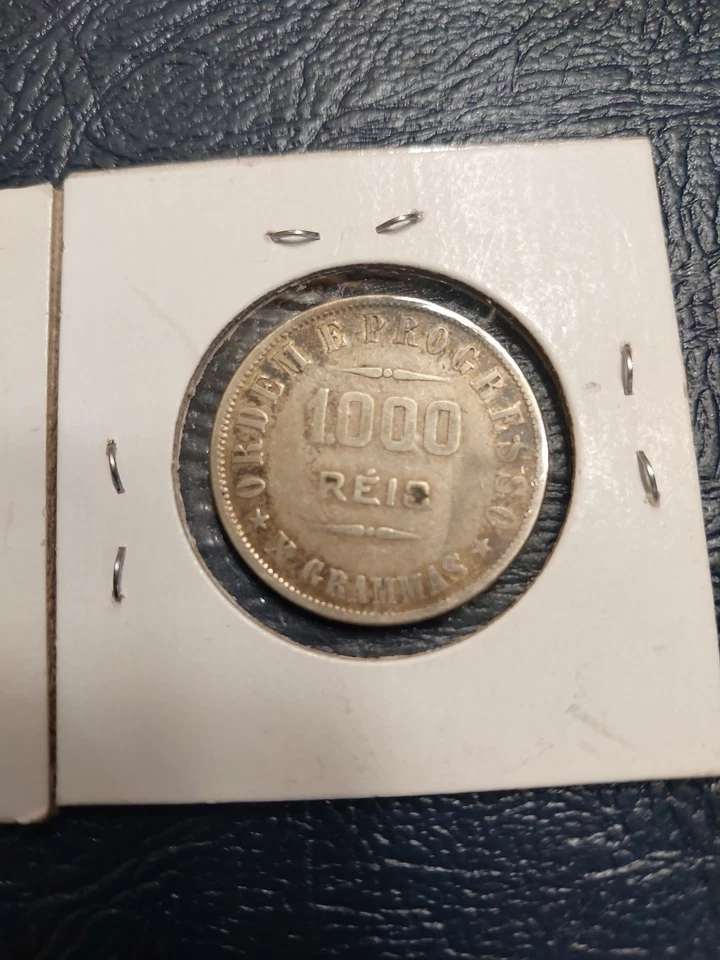 ORDEM E PROGRESSO
1000
RÉIS
★ X GRAMMAS ★